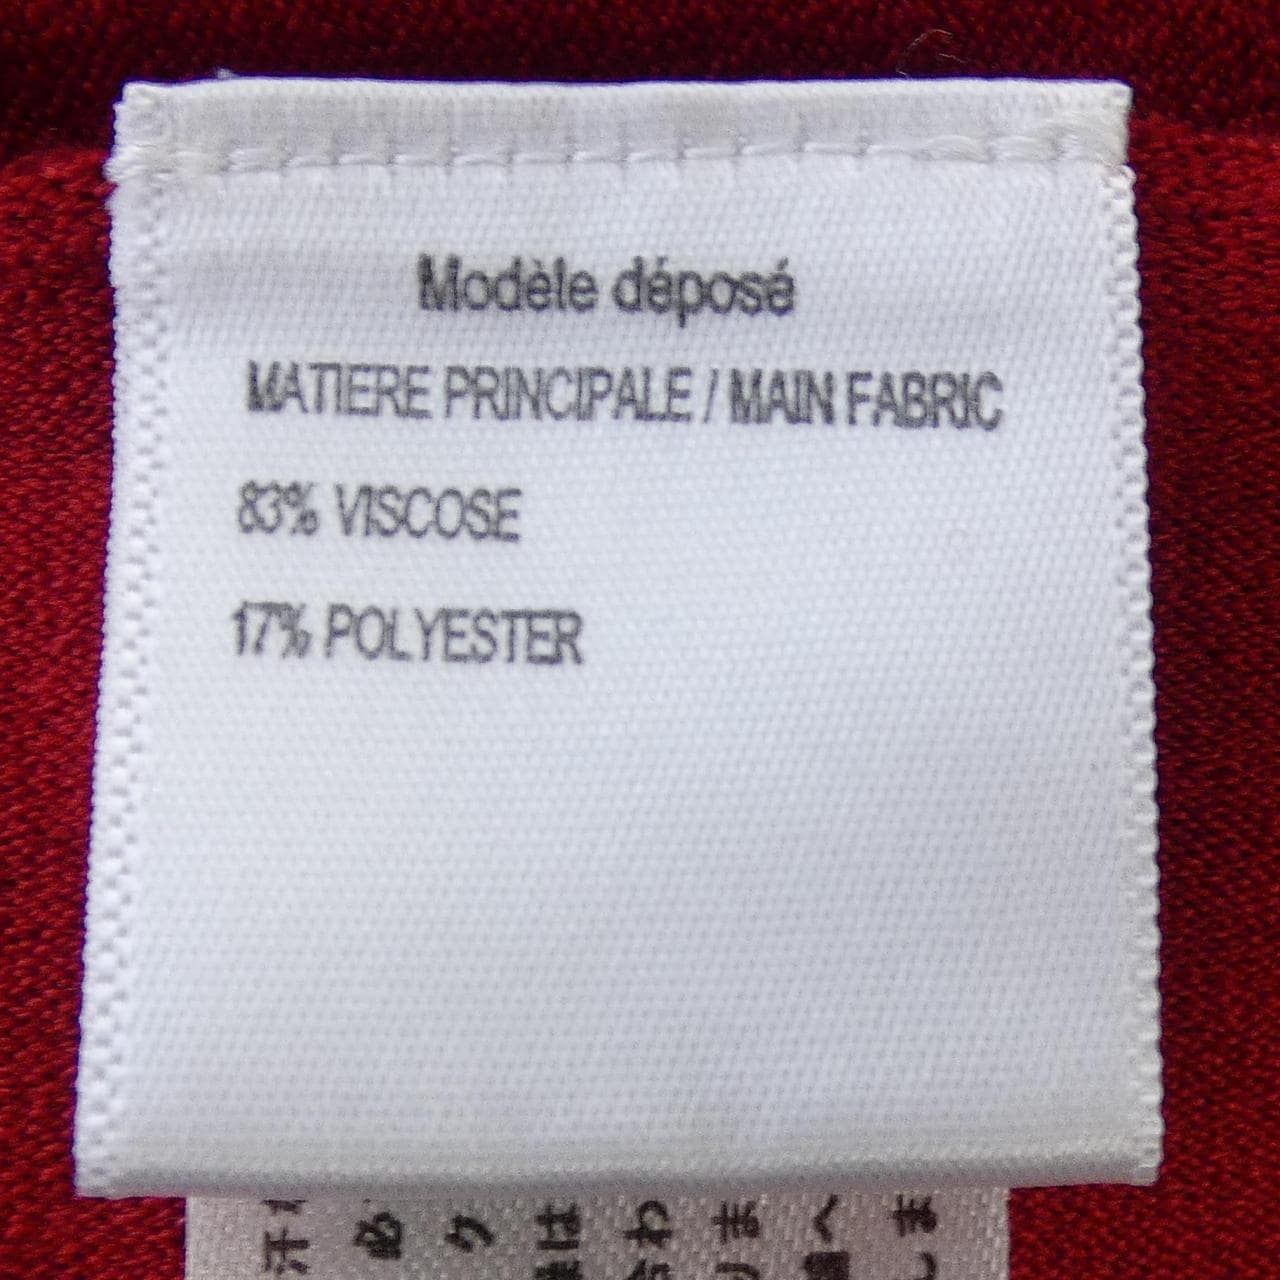 Modèle déposé
MATIERE PRINCIPALE / MAIN FABRIC
83% VISCOSE
17% POLYESTER